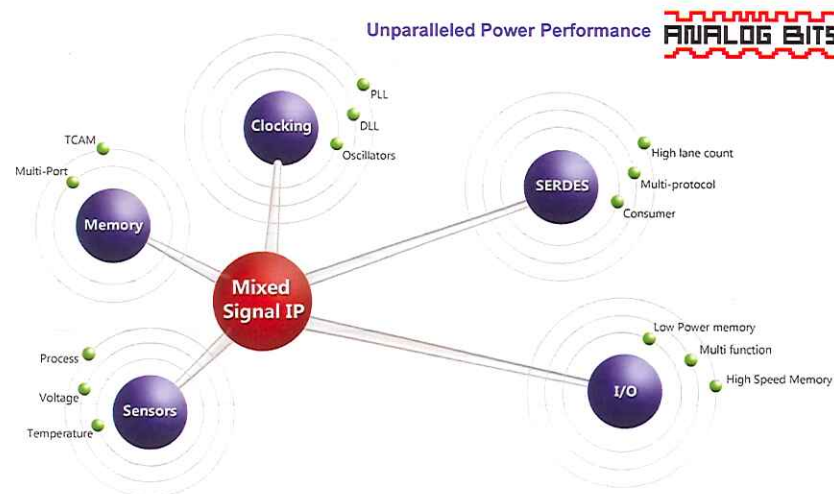 Unparalleled Power Performance
ANALOG BITS
Clocking
PLL
DLL
Oscillators
TCAM
Multi-Port
Memory
SERDES
High lane count
Multi-protocol
Consumer
Mixed
Signal IP
Process
Voltage
Temperature
Sensors
I/O
Low Power memory
Multi function
High Speed Memory